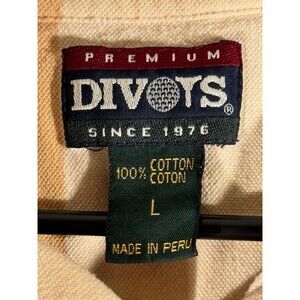 PREMIUM
DIVOTS®
SINCE 1976
100% COTTON
COTON
L
MADE IN PERU